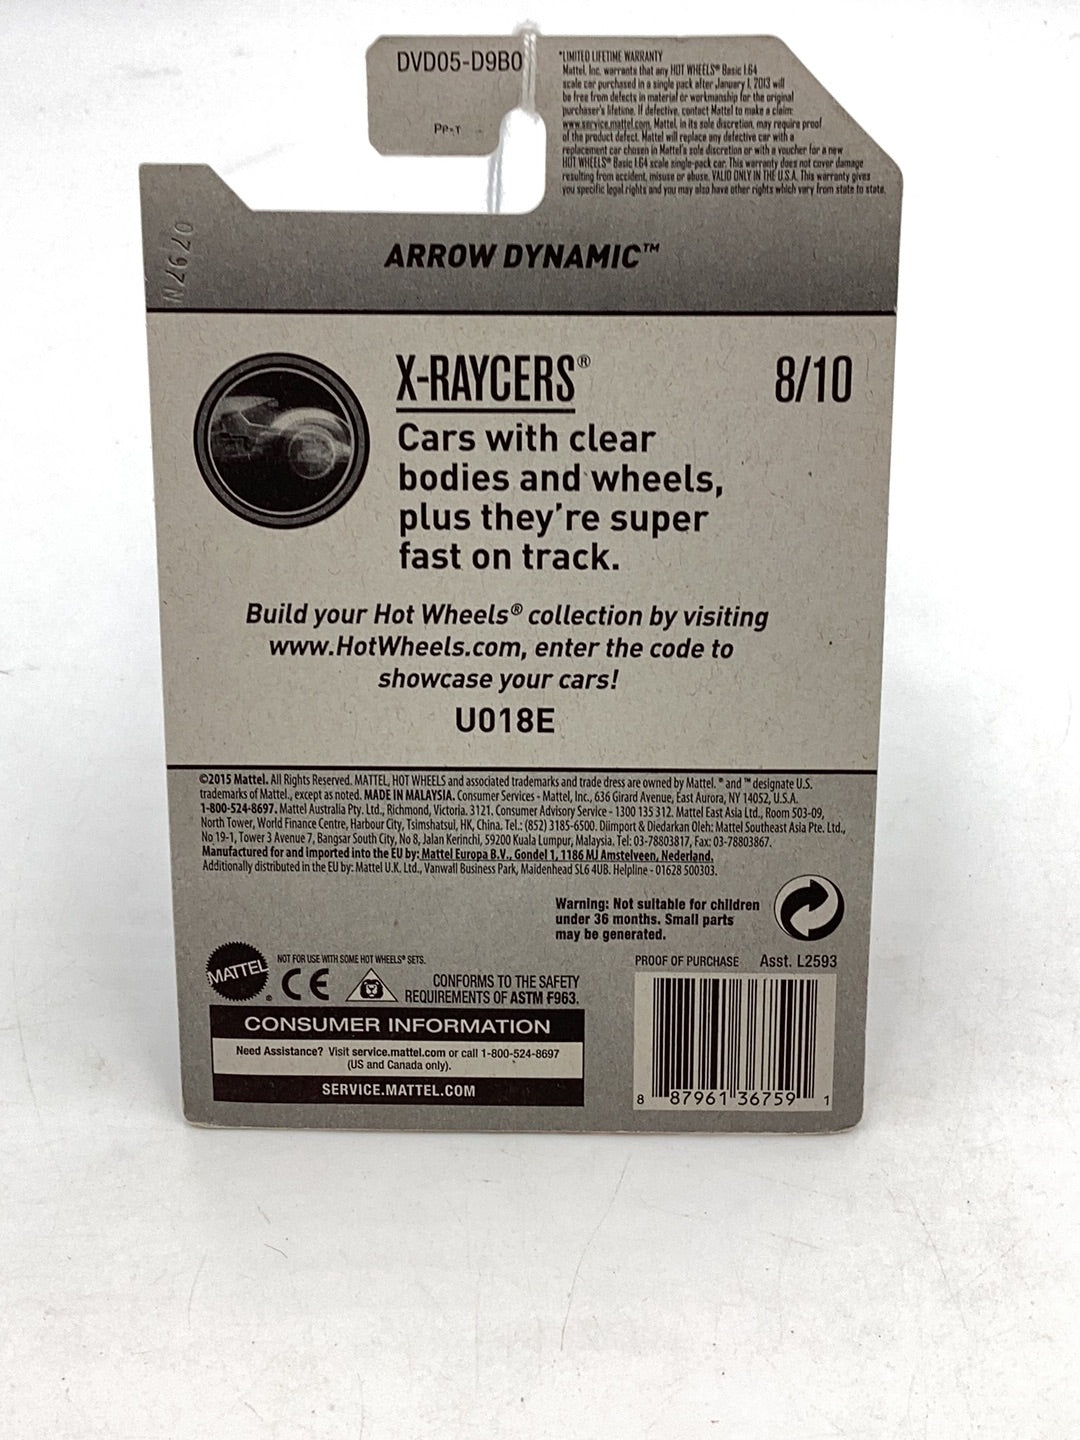 DVD05-D9B0
Pp-Y
*LIMITED LIFETIME WARRANTY
Mattel, Inc. warrants that any HOT WHEELS® Basic 1:64
scale car purchased in a single pack after January 1, 2013 will
be free from defects in material or workmanship for the original
purchaser's lifetime. If defective, contact Mattel to make a claim:
www.service.mattel.com. Mattel, in its sole discretion, may require proof
of the product defect. Mattel will replace any defective car with a
replacement car chosen in Mattel's sole discretion or with a voucher for a new
HOT WHEELS® Basic 1:64 scale single-pack car. This warranty does not cover damage
resulting from accident, misuse or abuse. VALID ONLY IN THE U.S.A. This warranty gives
you specific legal rights and you may also have other rights which vary from state to state.
0797N
ARROW DYNAMIC™
X-RAYCERS®
8/10
Cars with clear
bodies and wheels,
plus they're super
fast on track.
Build your Hot Wheels® collection by visiting
www.HotWheels.com, enter the code to
showcase your cars!
U018E
©2015 Mattel. All Rights Reserved. MATTEL, HOT WHEELS and associated trademarks and trade dress are owned by Mattel. ® and ™ designate U.S.
trademarks of Mattel., except as noted. MADE IN MALAYSIA. Consumer Services - Mattel, Inc., 636 Girard Avenue, East Aurora, NY 14052, U.S.A.
1-800-524-8697. Mattel Australia Pty. Ltd., Richmond, Victoria. 3121. Consumer Advisory Service - 1300 135 312. Mattel East Asia Ltd., Room 503-09,
North Tower, World Finance Centre, Harbour City, Tsimshatsui, HK, China. Tel.: (852) 3185-6500. Diimport & Diedarkan Oleh: Mattel Southeast Asia Pte. Ltd.,
No 19-1, Tower 3 Avenue 7, Bangsar South City, No 8, Jalan Kerinchi, 59200 Kuala Lumpur, Malaysia. Tel: 03-78803817, Fax: 03-78803867.
Manufactured for and imported into the EU by: Mattel Europa B.V., Gondel 1, 1186 MJ Amstelveen, Nederland.
Additionally distributed in the EU by: Mattel U.K. Ltd., Vanwall Business Park, Maidenhead SL6 4UB. Helpline - 01628 500303.
Warning: Not suitable for children
under 36 months. Small parts
may be generated.
MATTEL®
NOT FOR USE WITH SOME HOT WHEELS® SETS.
CE
CONFORMS TO THE SAFETY
REQUIREMENTS OF ASTM F963.
PROOF OF PURCHASE Asst. L2593
CONSUMER INFORMATION
Need Assistance? Visit service.mattel.com or call 1-800-524-8697
(US and Canada only).
SERVICE.MATTEL.COM
8 87961 36759 1